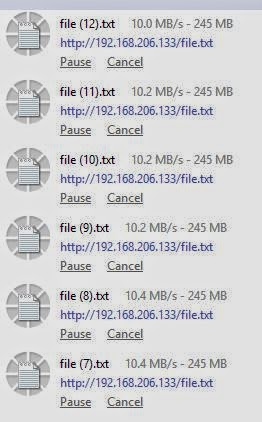 file (12).txt 10.0 MB/s - 245 MB
http://192.168.206.133/file.txt
Pause Cancel
file (11).txt 10.2 MB/s - 245 MB
http://192.168.206.133/file.txt
Pause Cancel
file (10).txt 10.2 MB/s - 245 MB
http://192.168.206.133/file.txt
Pause Cancel
file (9).txt 10.2 MB/s - 245 MB
http://192.168.206.133/file.txt
Pause Cancel
file (8).txt 10.4 MB/s - 245 MB
http://192.168.206.133/file.txt
Pause Cancel
file (7).txt 10.4 MB/s - 245 MB
http://192.168.206.133/file.txt
Pause Cancel